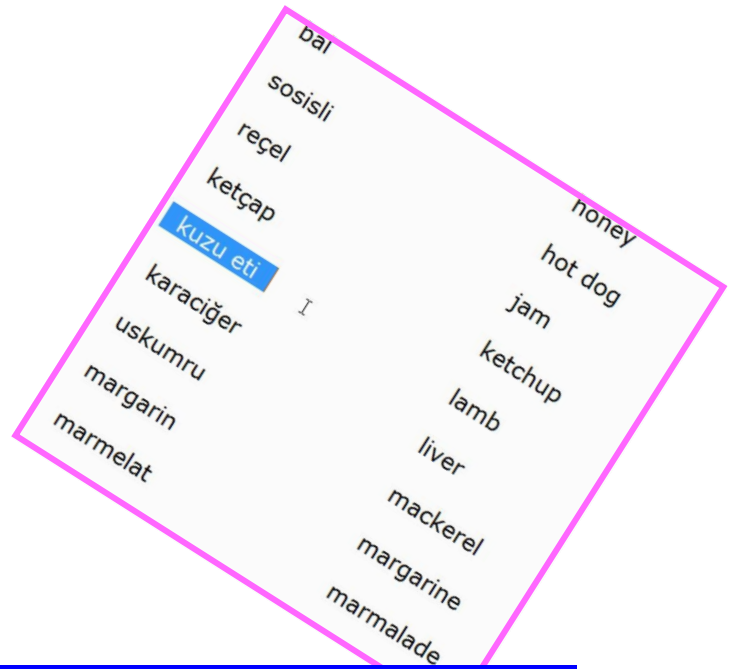 bal honey
sosisli hot dog
reçel jam
ketçap ketchup
kuzu eti lamb
karaciğer liver
uskumru mackerel
margarin margarine
marmelat marmalade